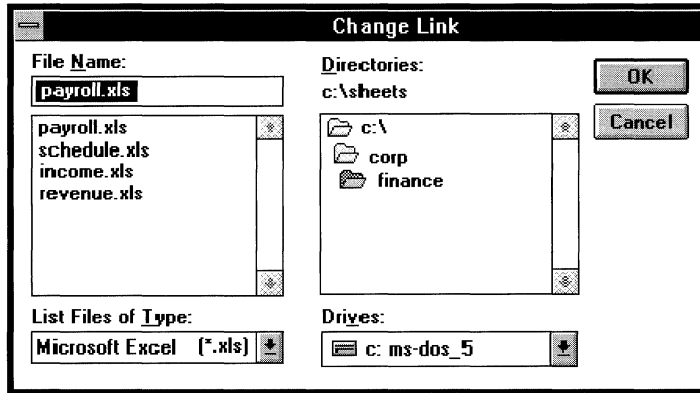 Change Link
File Name:
payroll.xls
payroll.xls
schedule.xls
income.xls
revenue.xls
List Files of Type:
Microsoft Excel (*.xls)
Directories:
c:\sheets
c:\
corp
finance
Drives:
c: ms-dos_5
OK
Cancel